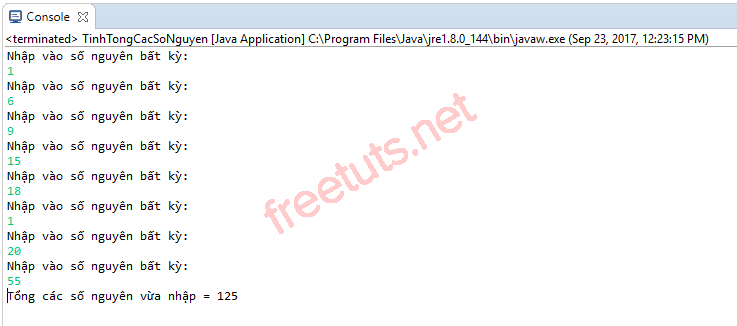 Console
<terminated> TinhTongCacSoNguyen [Java Application] C:\Program Files\Java\jre1.8.0_144\bin\javaw.exe (Sep 23, 2017, 12:23:15 PM)
Nhập vào số nguyên bất kỳ:
1
Nhập vào số nguyên bất kỳ:
6
Nhập vào số nguyên bất kỳ:
9
Nhập vào số nguyên bất kỳ:
15
Nhập vào số nguyên bất kỳ:
18
Nhập vào số nguyên bất kỳ:
1
Nhập vào số nguyên bất kỳ:
20
Nhập vào số nguyên bất kỳ:
55
Tổng các số nguyên vừa nhập = 125
freetuts.net